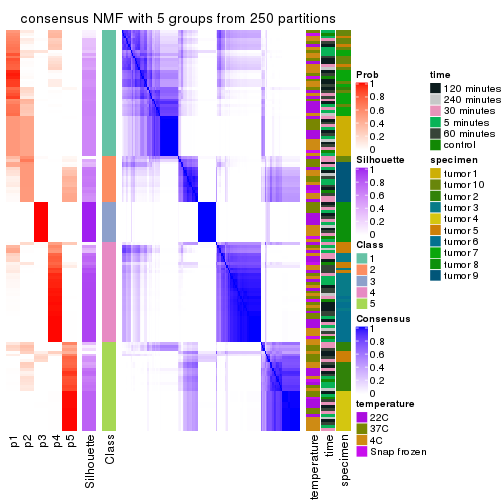 consensus NMF with 5 groups from 250 partitions
Prob
1
0.8
0.6
0.4
0.2
0
Silhouette
1
0.8
0.6
0.4
0.2
0
Class
1
2
3
4
5
Consensus
1
0.8
0.6
0.4
0.2
0
temperature
22C
37C
4C
Snap frozen
time
120 minutes
240 minutes
30 minutes
5 minutes
60 minutes
control
specimen
tumor 1
tumor 10
tumor 2
tumor 3
tumor 4
tumor 5
tumor 6
tumor 7
tumor 8
tumor 9
p1
p2
p3
p4
p5
Silhouette
Class
temperature
time
specimen